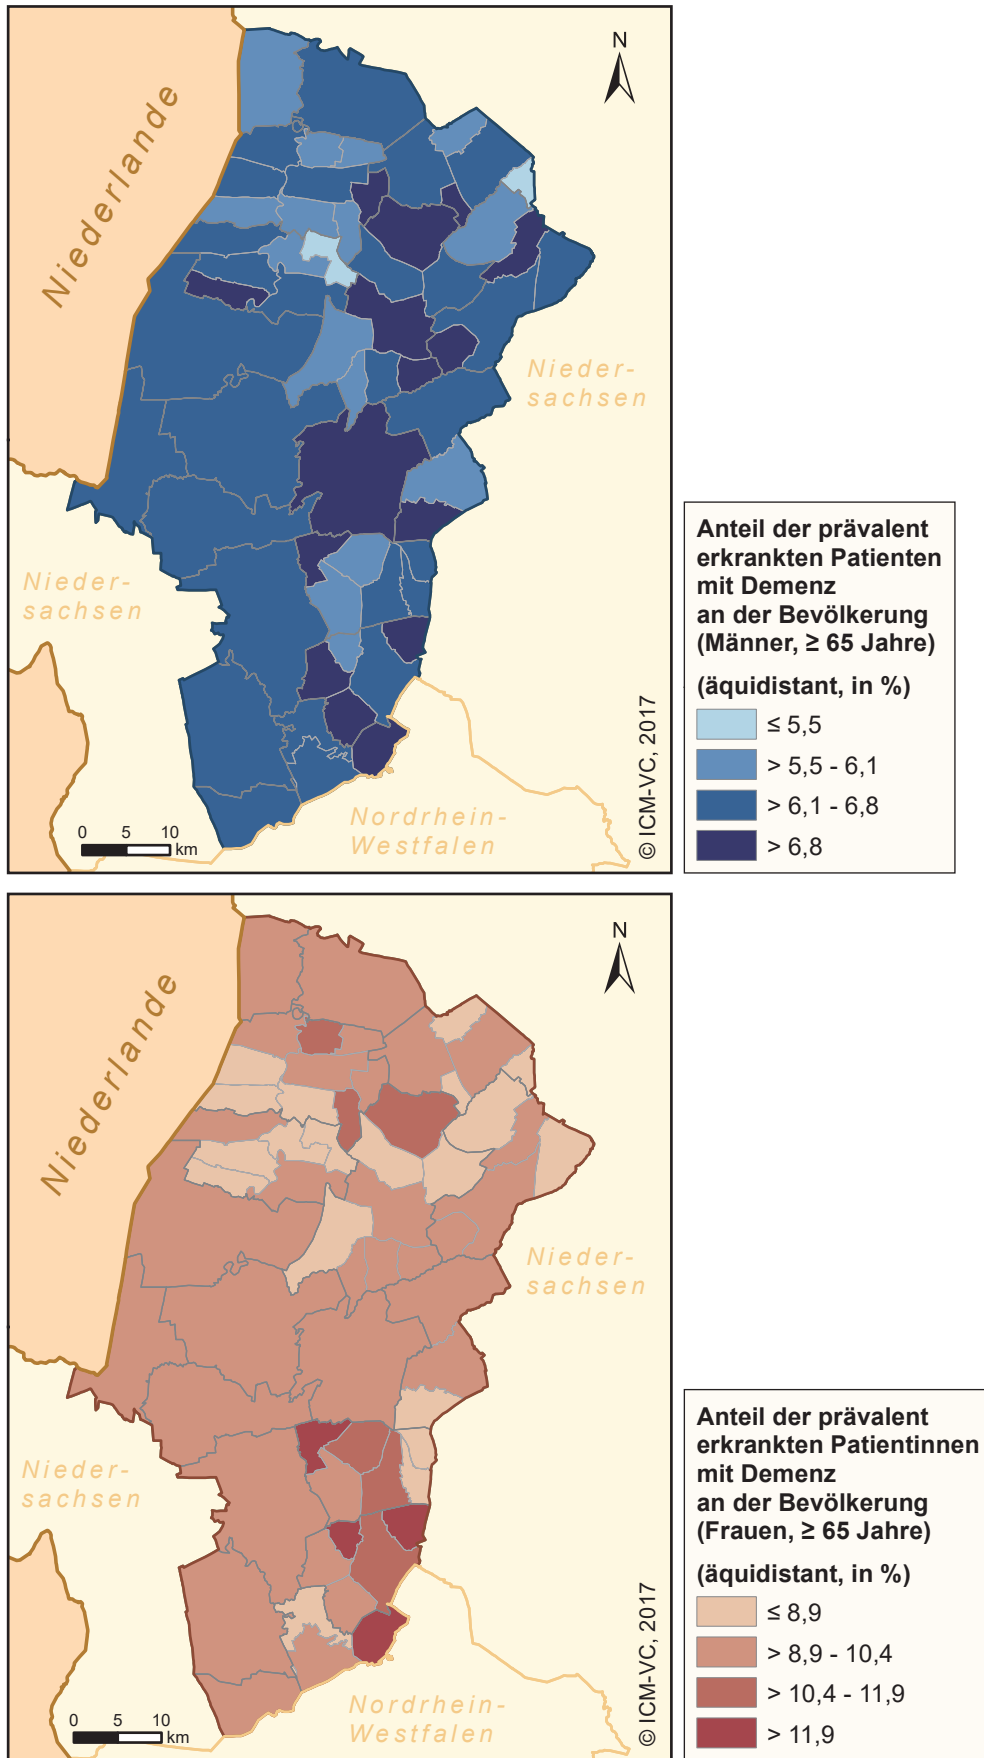 N
Niederlande
Nieder-
sachsen
Nieder-
sachsen
Nordrhein-
Westfalen
0 5 10
km
© ICM-VC, 2017
Anteil der prävalent
erkrankten Patienten
mit Demenz
an der Bevölkerung
(Männer, ≥ 65 Jahre)
(äquidistant, in %)
≤ 5,5
> 5,5 - 6,1
> 6,1 - 6,8
> 6,8
N
Niederlande
Nieder-
sachsen
Nieder-
sachsen
Nordrhein-
Westfalen
0 5 10
km
© ICM-VC, 2017
Anteil der prävalent
erkrankten Patientinnen
mit Demenz
an der Bevölkerung
(Frauen, ≥ 65 Jahre)
(äquidistant, in %)
≤ 8,9
> 8,9 - 10,4
> 10,4 - 11,9
> 11,9